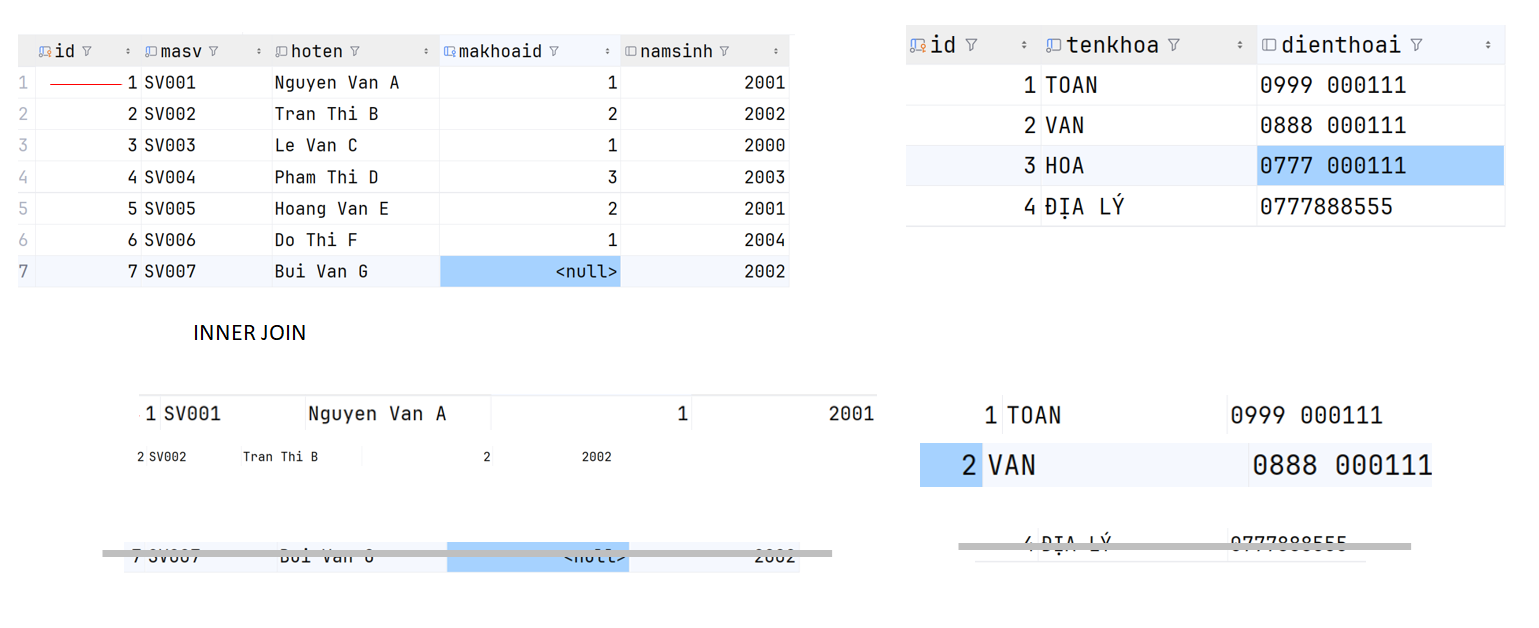 id masv hoten makhoaid namsinh
1 1 SV001 Nguyen Van A 1 2001
2 2 SV002 Tran Thi B 2 2002
3 3 SV003 Le Van C 1 2000
4 4 SV004 Pham Thi D 3 2003
5 5 SV005 Hoang Van E 2 2001
6 6 SV006 Do Thi F 1 2004
7 7 SV007 Bui Van G <null> 2002
id tenkhoa dienthoai
1 TOAN 0999 000111
2 VAN 0888 000111
3 HOA 0777 000111
4 ĐỊA LÝ 0777888555
INNER JOIN
1 SV001 Nguyen Van A 1 2001
2 SV002 Tran Thi B 2 2002
7 SV007 Bui Van G <null> 2002
1 TOAN 0999 000111
2 VAN 0888 000111
4 ĐỊA LÝ 0777888555